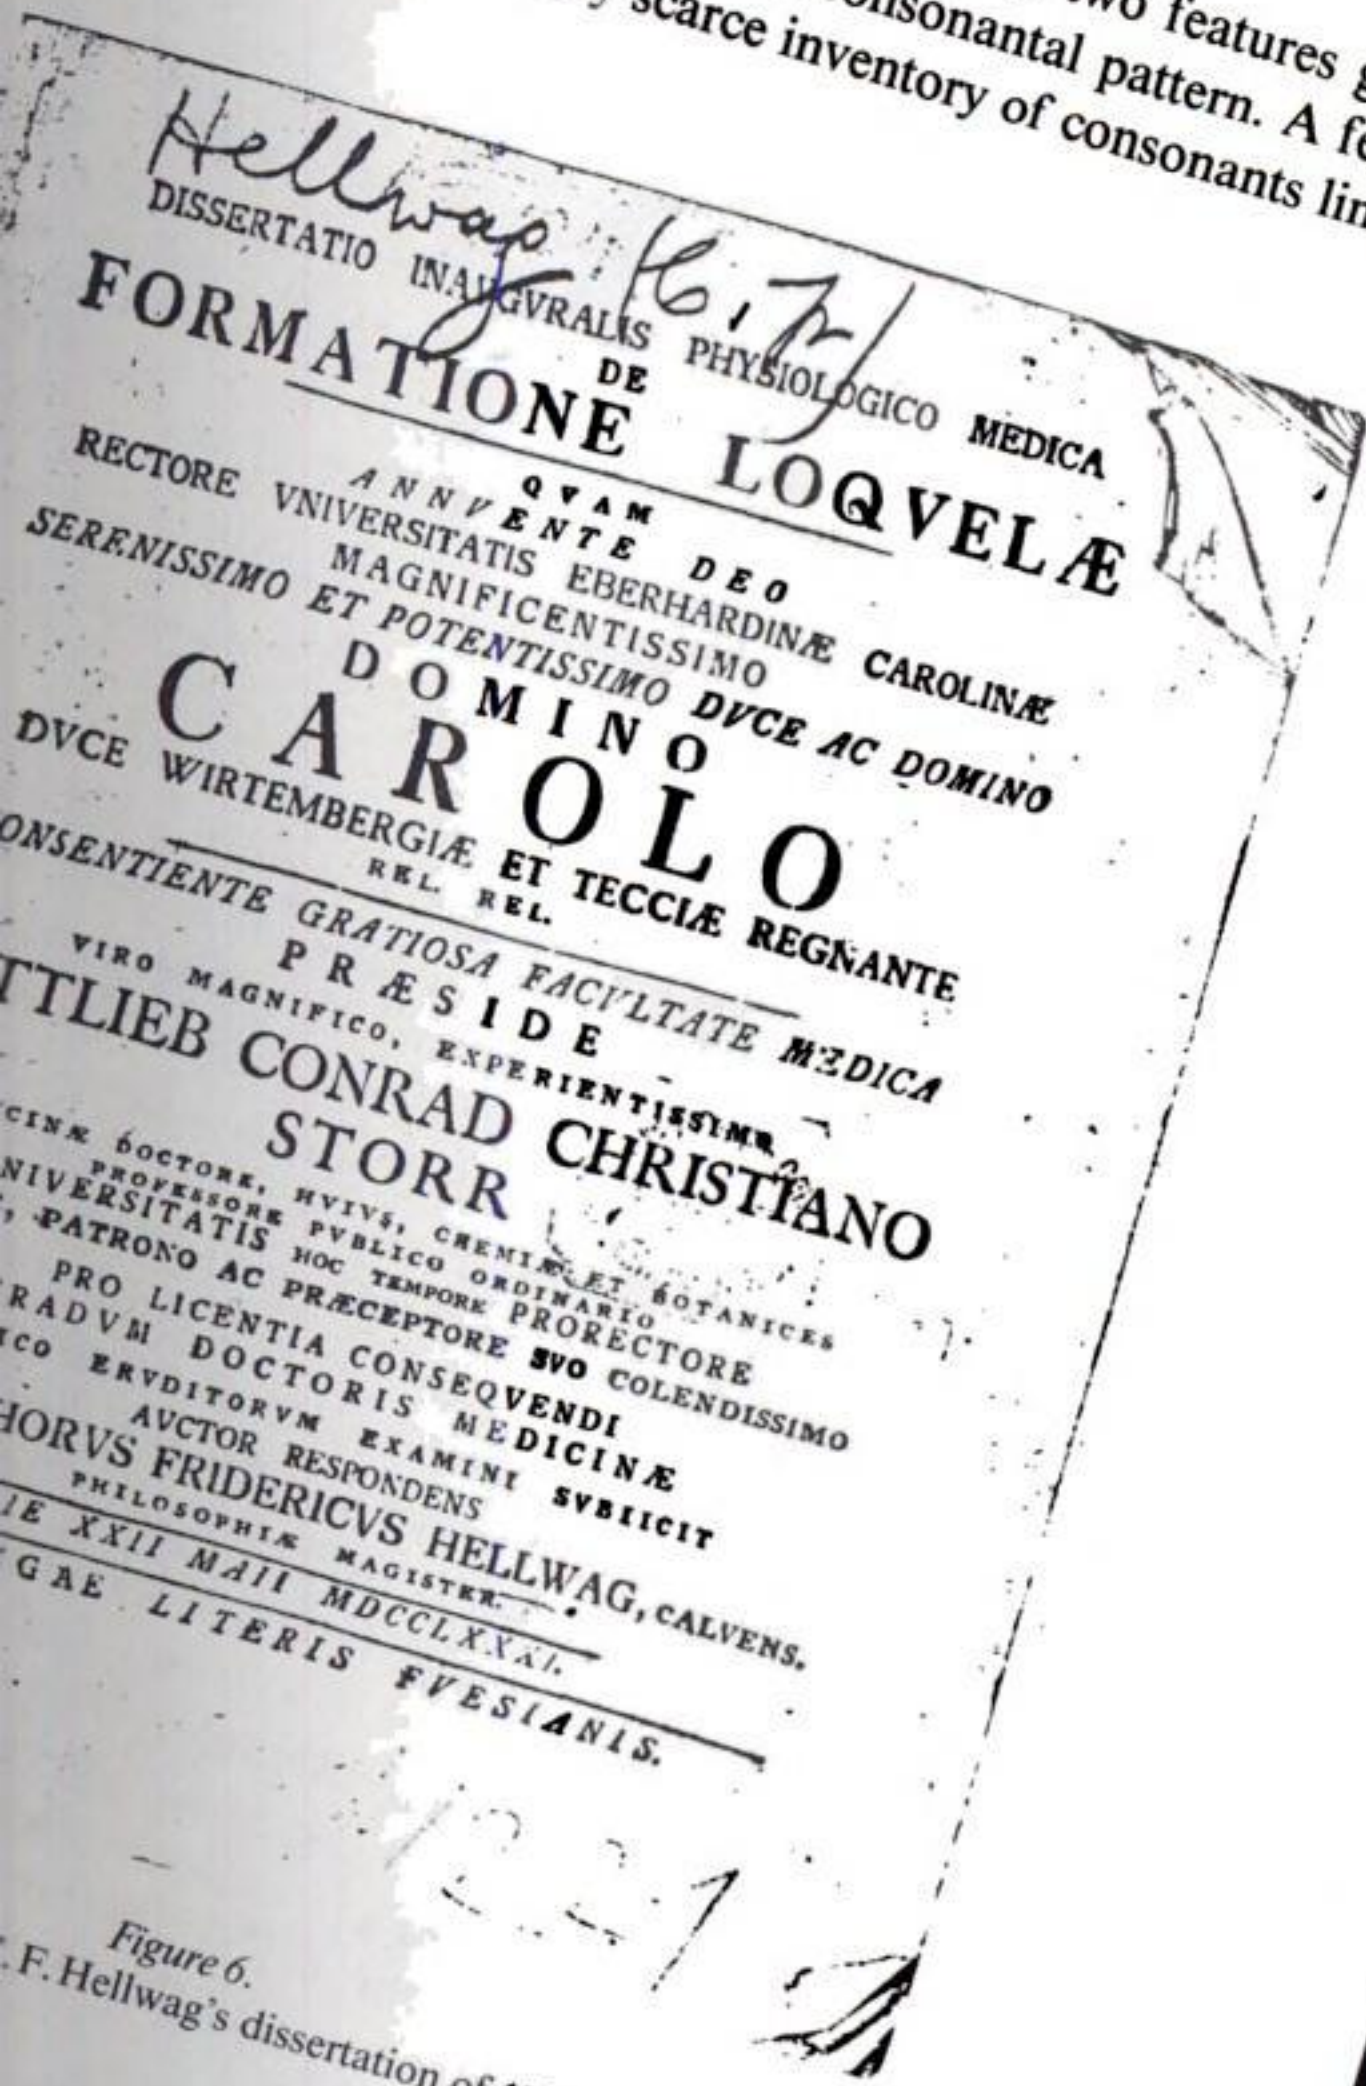 two features
consonantal pattern. A
scarce inventory of consonants
Hellwag
DISSERTATIO INAVGVRALIS PHYSIOLOGICO MEDICA
DE
FORMATIONE LOQVELÆ
QVAM
ANNVENTE DEO
RECTORE VNIVERSITATIS EBERHARDINÆ CAROLINÆ
MAGNIFICENTISSIMO
SERENISSIMO ET POTENTISSIMO DVCE AC DOMINO
DOMINO
CAROLO
DVCE WIRTEMBERGIÆ ET TECCIÆ REGNANTE
REL. REL.
ONSENTIENTE GRATIOSA FACVLTATE MEDICA
PRÆSIDE
VIRO MAGNIFICO, EXPERIENTISSIMO
TTLIEB CONRAD CHRISTIANO
STORR
CINÆ DOCTORE, HVIVS, CHEMIÆ ET BOTANICES
PROFESSORE PVBLICO ORDINARIO
NIVERSITATIS HOC TEMPORE PRORECTORE
, PATRONO AC PRÆCEPTORE SVO COLENDISSIMO
PRO LICENTIA CONSEQVENDI
RADVM DOCTORIS MEDICINÆ
ICO ERVDITORVM EXAMINI SVBIICIT
AVCTOR RESPONDENS
HORVS FRIDERICVS HELLWAG, CALVENS.
PHILOSOPHIÆ MAGISTER.
IE XXII MAII MDCCLXXXI.
GAE LITERIS FVESIANIS.
Figure 6.
. F. Hellwag's dissertation of